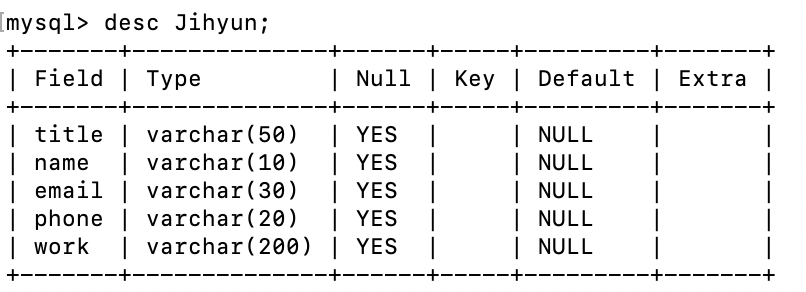 mysql> desc Jihyun;
+-------+--------------+------+-----+---------+-------+
| Field | Type         | Null | Key | Default | Extra |
+-------+--------------+------+-----+---------+-------+
| title | varchar(50)  | YES  |     | NULL    |       |
| name  | varchar(10)  | YES  |     | NULL    |       |
| email | varchar(30)  | YES  |     | NULL    |       |
| phone | varchar(20)  | YES  |     | NULL    |       |
| work  | varchar(200) | YES  |     | NULL    |       |
+-------+--------------+------+-----+---------+-------+